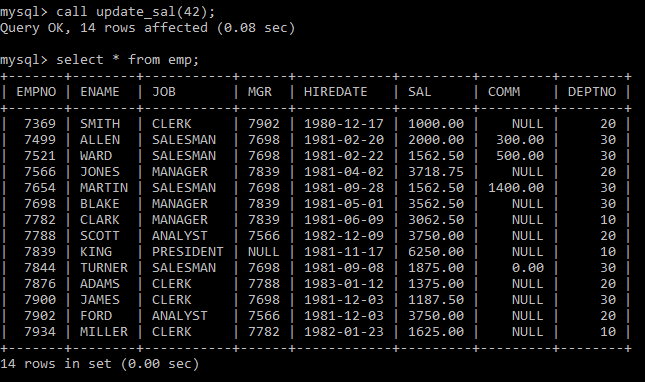 mysql> call update_sal(42);
Query OK, 14 rows affected (0.08 sec)
mysql> select * from emp;
+-------+--------+-----------+------+------------+---------+---------+--------+
| EMPNO | ENAME  | JOB       | MGR  | HIREDATE   | SAL     | COMM    | DEPTNO |
+-------+--------+-----------+------+------------+---------+---------+--------+
|  7369 | SMITH  | CLERK     | 7902 | 1980-12-17 | 1000.00 |    NULL |     20 |
|  7499 | ALLEN  | SALESMAN  | 7698 | 1981-02-20 | 2000.00 |  300.00 |     30 |
|  7521 | WARD   | SALESMAN  | 7698 | 1981-02-22 | 1562.50 |  500.00 |     30 |
|  7566 | JONES  | MANAGER   | 7839 | 1981-04-02 | 3718.75 |    NULL |     20 |
|  7654 | MARTIN | SALESMAN  | 7698 | 1981-09-28 | 1562.50 | 1400.00 |     30 |
|  7698 | BLAKE  | MANAGER   | 7839 | 1981-05-01 | 3562.50 |    NULL |     30 |
|  7782 | CLARK  | MANAGER   | 7839 | 1981-06-09 | 3062.50 |    NULL |     10 |
|  7788 | SCOTT  | ANALYST   | 7566 | 1982-12-09 | 3750.00 |    NULL |     20 |
|  7839 | KING   | PRESIDENT | NULL | 1981-11-17 | 6250.00 |    NULL |     10 |
|  7844 | TURNER | SALESMAN  | 7698 | 1981-09-08 | 1875.00 |    0.00 |     30 |
|  7876 | ADAMS  | CLERK     | 7788 | 1983-01-12 | 1375.00 |    NULL |     20 |
|  7900 | JAMES  | CLERK     | 7698 | 1981-12-03 | 1187.50 |    NULL |     30 |
|  7902 | FORD   | ANALYST   | 7566 | 1981-12-03 | 3750.00 |    NULL |     20 |
|  7934 | MILLER | CLERK     | 7782 | 1982-01-23 | 1625.00 |    NULL |     10 |
+-------+--------+-----------+------+------------+---------+---------+--------+
14 rows in set (0.00 sec)